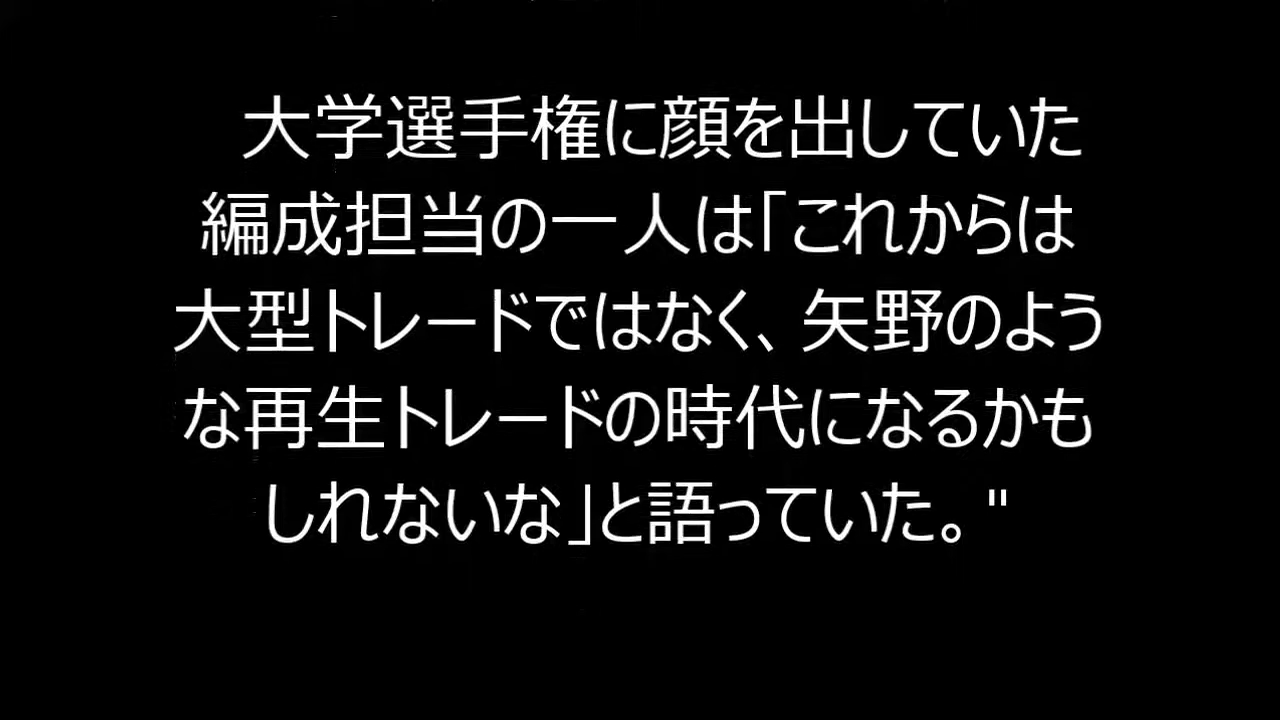 大学選手権に顔を出していた
編成担当の一人は「これからは
大型トレードではなく、矢野のよう
な再生トレードの時代になるかも
しれないな」と語っていた。"